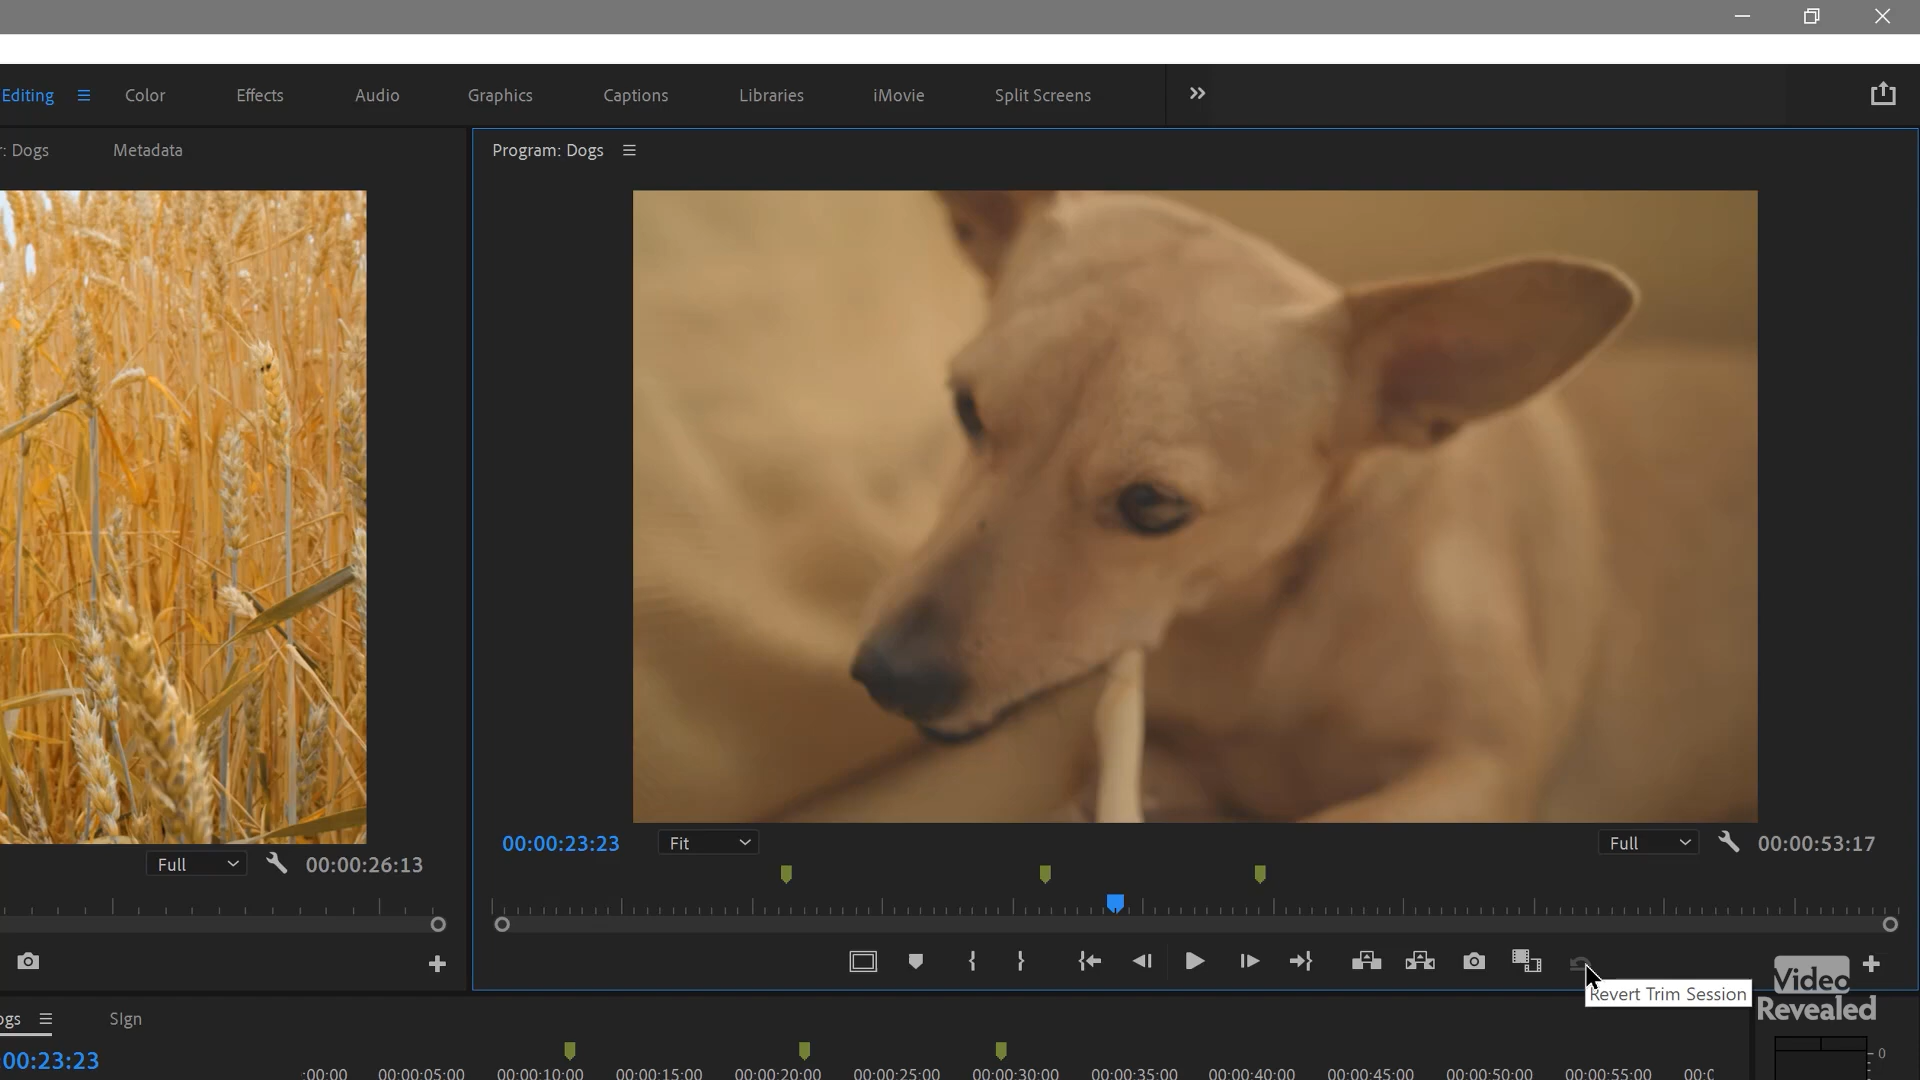 Editing Color Effects Audio Graphics Captions Libraries iMovie Split Screens
r: Dogs Metadata
Program: Dogs
00:00:23:23 Fit Full 00:00:53:17
Full 00:00:26:13
Revert Trim Session
Video
Revealed
ogs SIgn
00:23:23
0
:00:00 00:00:05:00 00:00:10:00 00:00:15:00 00:00:20:00 00:00:25:00 00:00:30:00 00:00:35:00 00:00:40:00 00:00:45:00 00:00:50:00 00:00:55:00 00:0